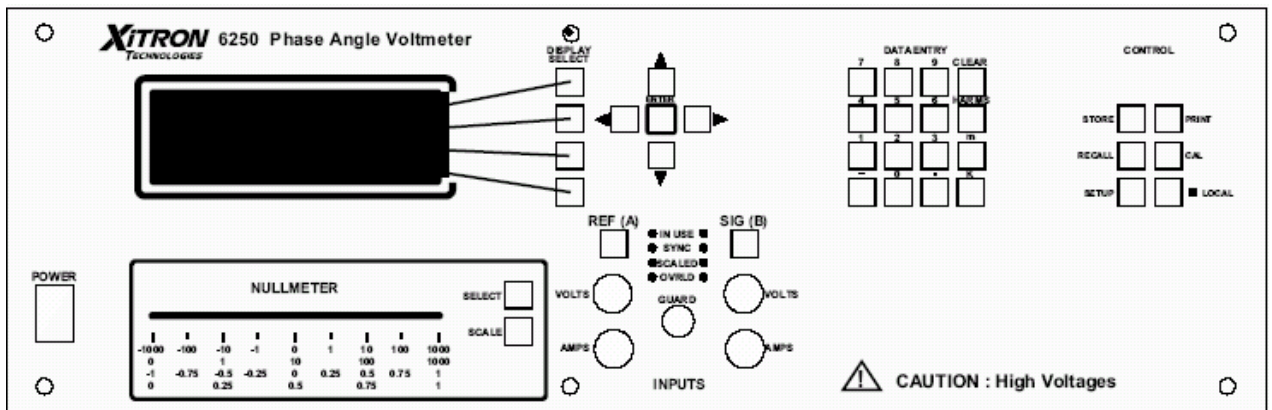 XiTRON
TECHNOLOGIES
6250 Phase Angle Voltmeter
DISPLAY
SELECT
ENTER
DATA ENTRY
7 8 9 CLEAR
4 5 6 HARMS
1 2 3 m
– 0 • K
CONTROL
STORE PRINT
RECALL CAL
SETUP LOCAL
POWER
NULLMETER
SELECT
SCALE
-1000 -100 -10 -1 0 1 10 100 1000
0 1 10 100 1000
-1 -0.75 -0.5 -0.25 0 0.25 0.5 0.75 1
0 0.25 0.5 0.75 1
REF (A) SIG (B)
IN USE
SYNC
SCALED
OVRLD
VOLTS GUARD VOLTS
AMPS AMPS
INPUTS
CAUTION : High Voltages